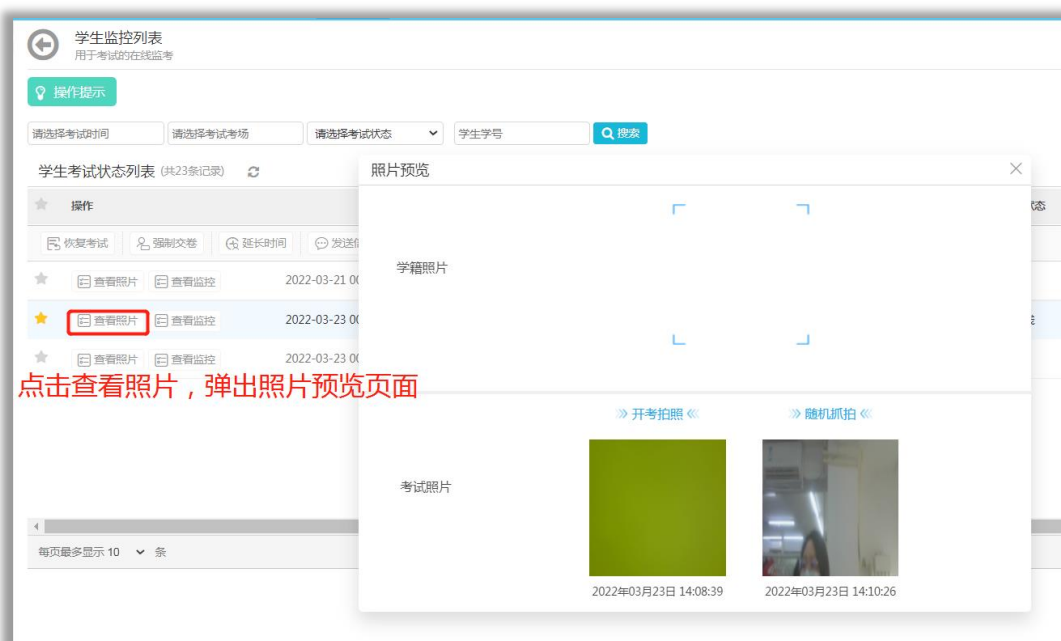 学生监控列表
用于考试的在线监考
操作提示
请选择考试时间 请选择考试考场 请选择考试状态 学生学号 搜索
学生考试状态列表 (共23条记录)
照片预览
操作
恢复考试 强制交卷 延长时间 发送
学籍照片
查看照片 查看监控 2022-03-21 00
查看照片 查看监控 2022-03-23 00
查看照片 查看监控 2022-03-23 00
点击查看照片，弹出照片预览页面
开考拍照 随机抓拍
考试照片
每页最多显示 10 条
2022年03月23日 14:08:39 2022年03月23日 14:10:26